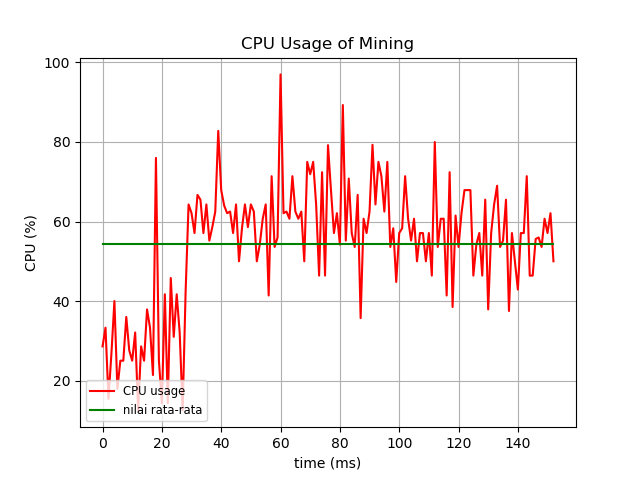 CPU Usage of Mining
CPU (%)
100
80
60
40
20
0 20 40 60 80 100 120 140
time (ms)
CPU usage
nilai rata-rata